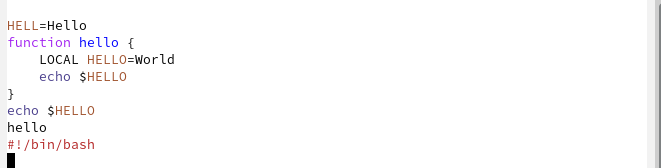 HELL=Hello
function hello {
    LOCAL HELLO=World
    echo $HELLO
}
echo $HELLO
hello
#!/bin/bash